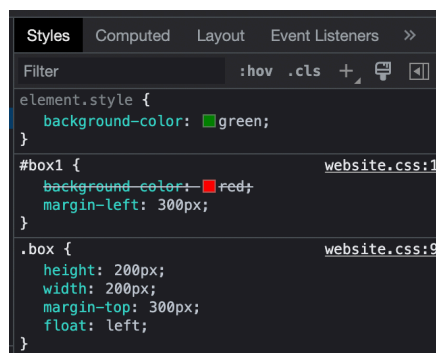 Styles Computed Layout Event Listeners »
Filter :hov .cls +
element.style {
background-color: green;
}
#box1 { website.css:1
background-color: red;
margin-left: 300px;
}
.box { website.css:9
height: 200px;
width: 200px;
margin-top: 300px;
float: left;
}